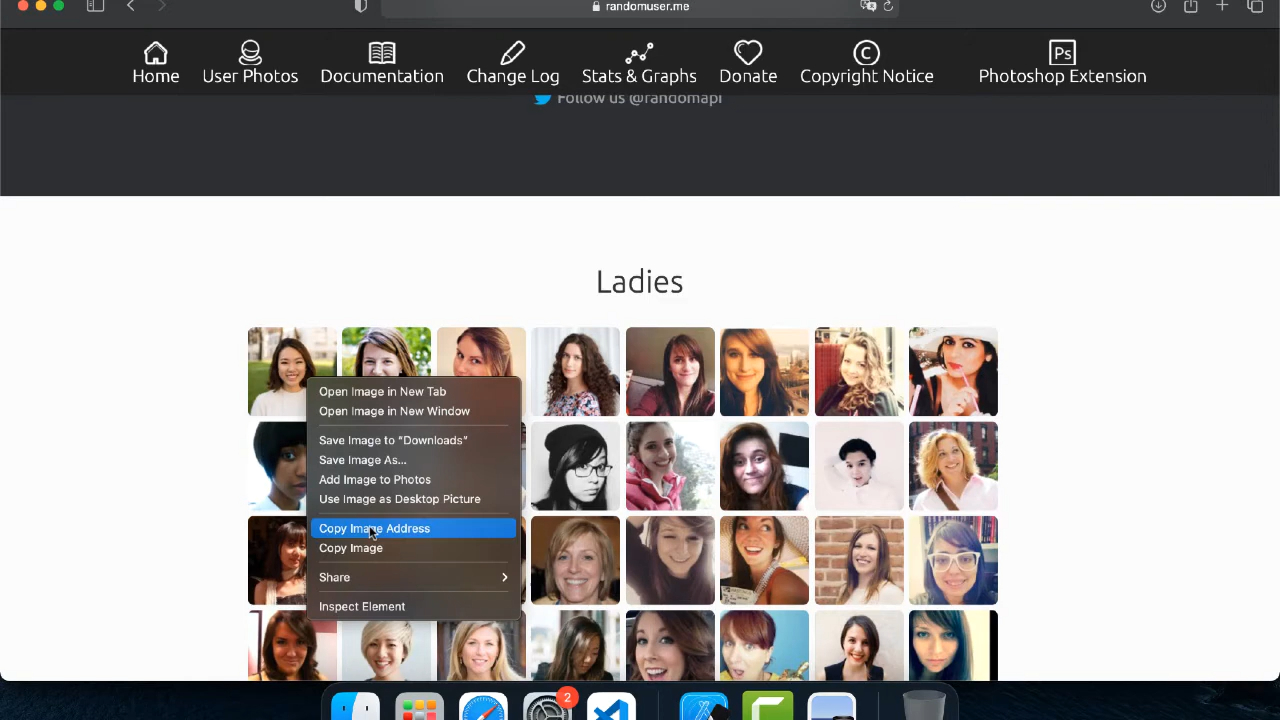 randomuser.me
Home User Photos Documentation Change Log Stats & Graphs Donate Copyright Notice Photoshop Extension
C
Ps
Follow us @randomapi
Ladies
Open Image in New Tab
Open Image in New Window
Save Image to “Downloads”
Save Image As...
Add Image to Photos
Use Image as Desktop Picture
Copy Image Address
Copy Image
Share
Inspect Element
2